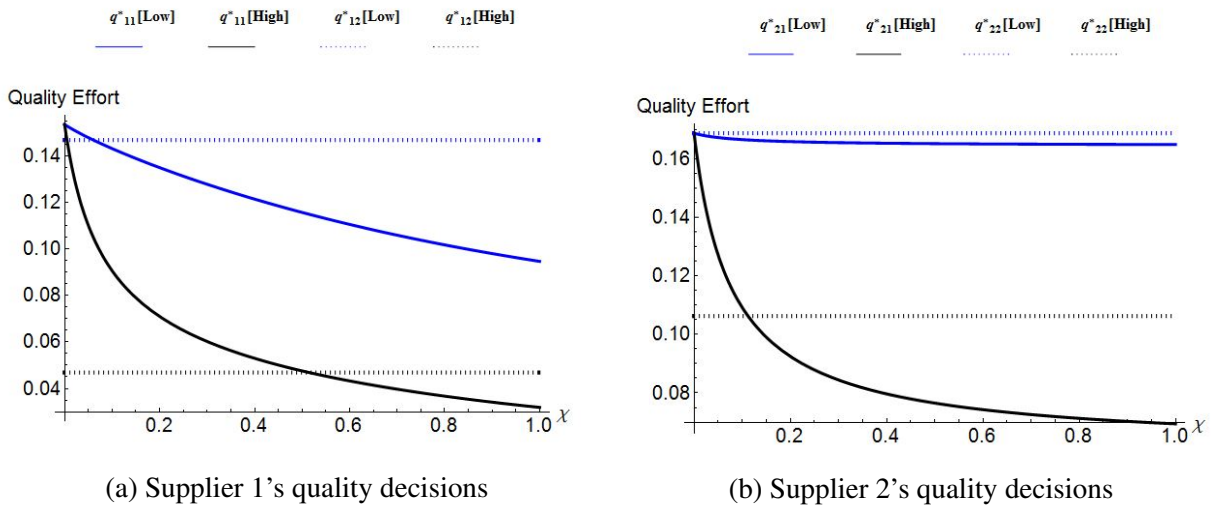 q*11[Low] q*11[High] q*12[Low] q*12[High]
Quality Effort
0.14
0.12
0.10
0.08
0.06
0.04
0.2 0.4 0.6 0.8 1.0 χ
(a) Supplier 1's quality decisions
q*21[Low] q*21[High] q*22[Low] q*22[High]
Quality Effort
0.16
0.14
0.12
0.10
0.08
0.2 0.4 0.6 0.8 1.0 χ
(b) Supplier 2's quality decisions